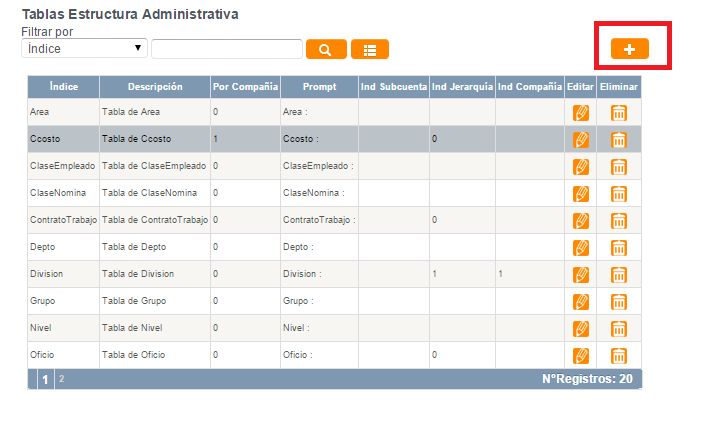 Tablas Estructura Administrativa
Filtrar por
Índice
Índice Descripción Por Compañía Prompt Ind Subcuenta Ind Jerarquía Ind Compañía Editar Eliminar
Area Tabla de Area 0 Area :
Ccosto Tabla de Ccosto 1 Ccosto : 0
ClaseEmpleado Tabla de ClaseEmpleado 0 ClaseEmpleado :
ClaseNomina Tabla de ClaseNomina 0 ClaseNomina :
ContratoTrabajo Tabla de ContratoTrabajo 0 ContratoTrabajo : 0
Depto Tabla de Depto 0 Depto :
Division Tabla de Division 0 Division : 1 1
Grupo Tabla de Grupo 0 Grupo :
Nivel Tabla de Nivel 0 Nivel :
Oficio Tabla de Oficio 0 Oficio : 0
1 2 NºRegistros: 20